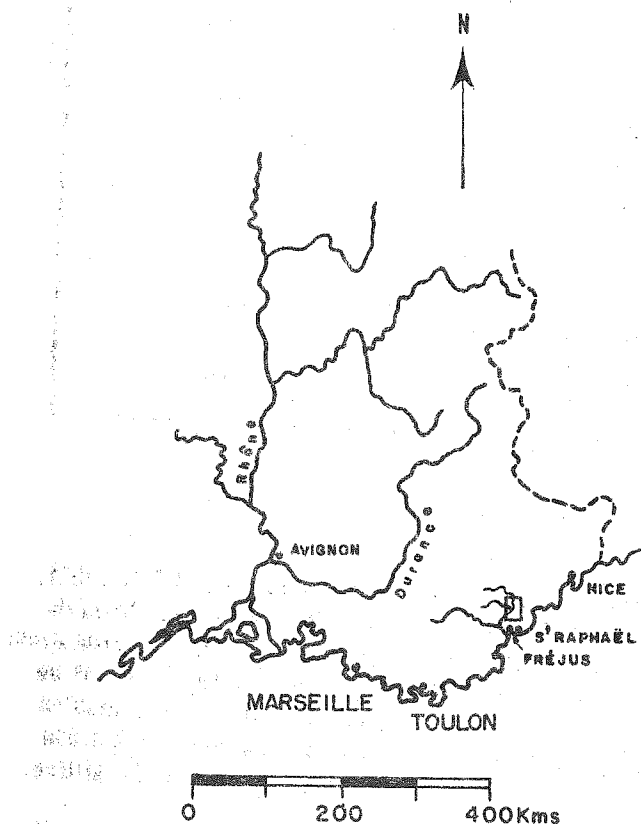 N
Rhône
AVIGNON
Durance
NICE
S'RAPHAËL
FRÉJUS
MARSEILLE
TOULON
0 200 400Kms